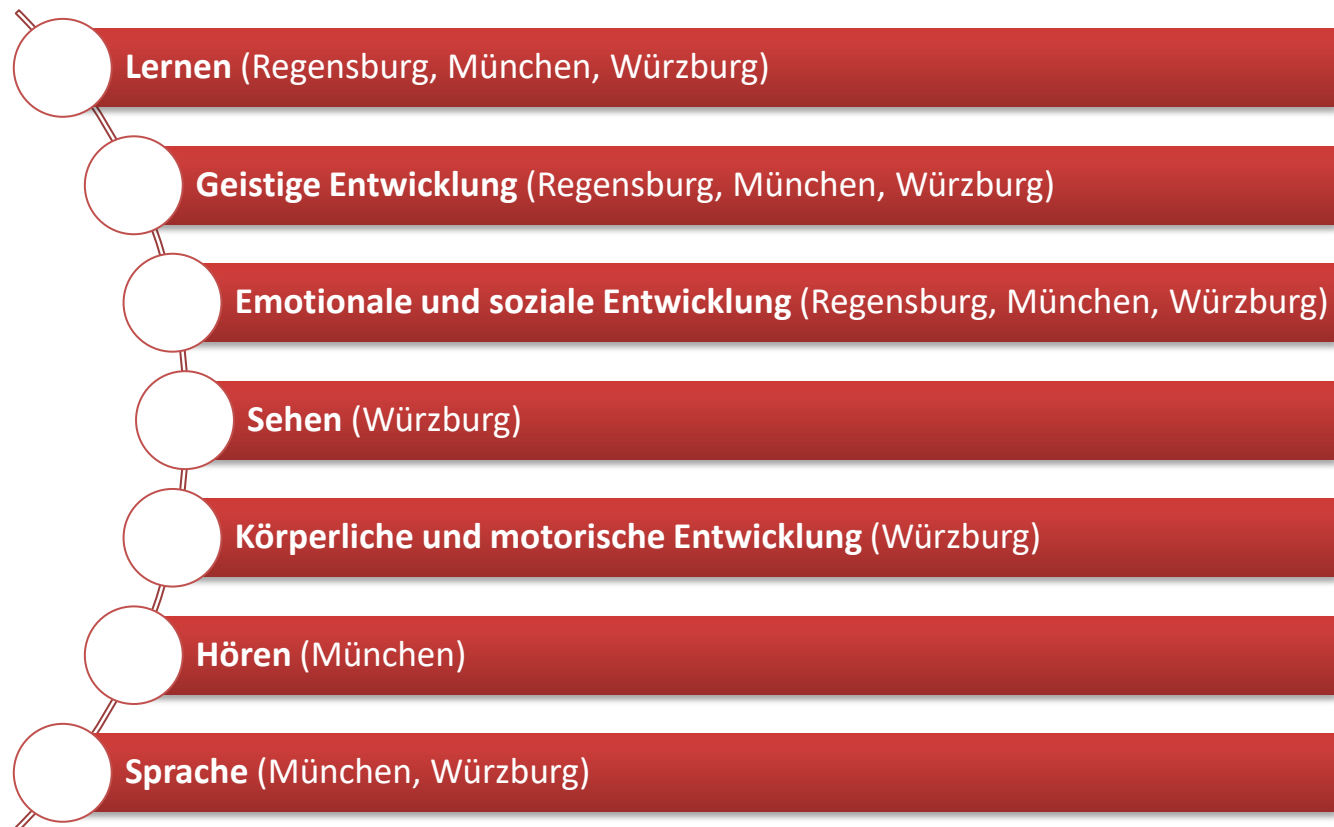 Lernen (Regensburg, München, Würzburg)
Geistige Entwicklung (Regensburg, München, Würzburg)
Emotionale und soziale Entwicklung (Regensburg, München, Würzburg)
Sehen (Würzburg)
Körperliche und motorische Entwicklung (Würzburg)
Hören (München)
Sprache (München, Würzburg)